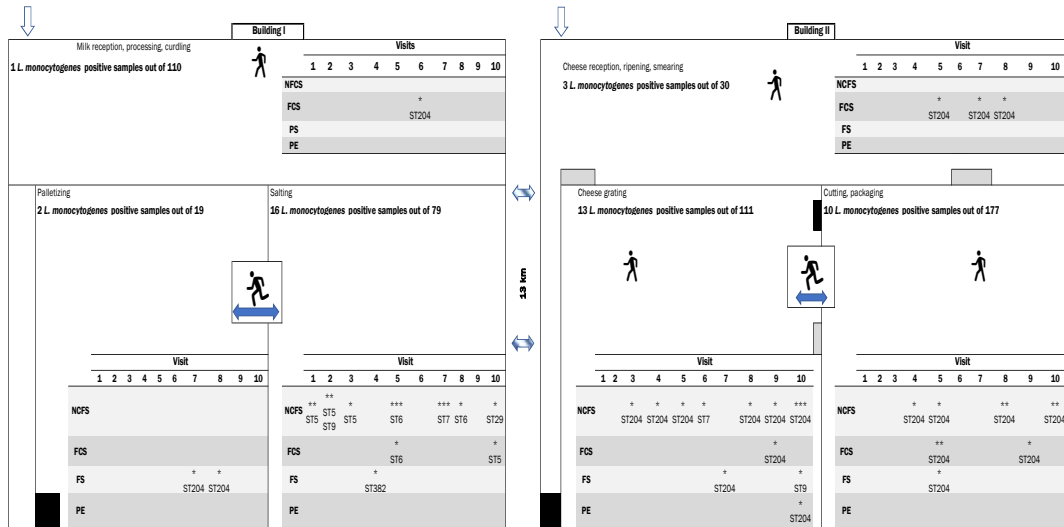 Building I
Milk reception, processing, curdling
1 L. monocytogenes positive samples out of 110
Visits
1 2 3 4 5 6 7 8 9 10
NFCS
FCS * ST204
PS
PE
Palletizing
2 L. monocytogenes positive samples out of 19
Visit
1 2 3 4 5 6 7 8 9 10
NCFS
FCS
FS * *
ST204 ST204
PE
Salting
16 L. monocytogenes positive samples out of 79
Visit
1 2 3 4 5 6 7 8 9 10
** ** * *** *** * *
NCFS ST5 ST5 ST9 ST5 ST6 ST7 ST6 ST29
FCS * *
ST6 ST5
FS *
ST382
PE
13 km
Building II
Cheese reception, ripening, smearing
3 L. monocytogenes positive samples out of 30
Visit
1 2 3 4 5 6 7 8 9 10
NCFS
FCS * * *
ST204 ST204 ST204
FS
PE
Cheese grating
13 L. monocytogenes positive samples out of 111
Visit
1 2 3 4 5 6 7 8 9 10
* * * * * * ***
NCFS ST204 ST204 ST204 ST7 ST204 ST204 ST204
FCS *
ST204
FS * *
ST204 ST9
PE *
ST204
Cutting, packaging
10 L. monocytogenes positive samples out of 177
Visit
1 2 3 4 5 6 7 8 9 10
* * ** **
NCFS ST204 ST204 ST204 ST204
FCS ** *
ST204 ST204
FS *
ST204
PE